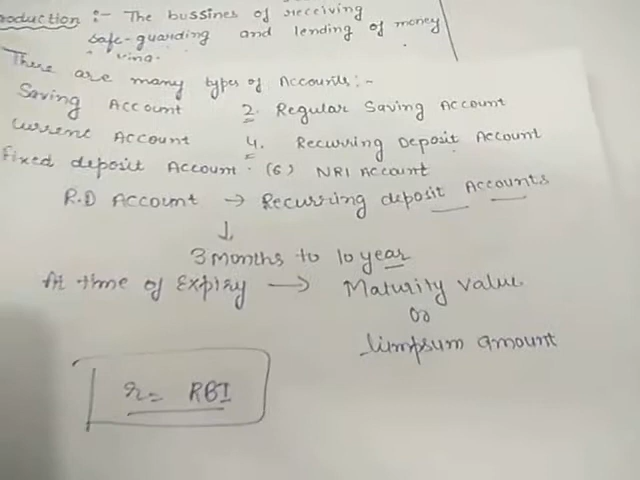 roduction :- The bussines of receiving
safe-guarding and lending of money
There are many types of Accounts :-
Saving Account 2. Regular Saving Account
Current Account 4. Recurring Deposit Account
Fixed deposit Account. (6) NRI Account
R.D Account → Recurring deposit Accounts
↓
3 Months to 10 year
At time of Expiry → Maturity value
or
limpsum amount
r = RBI